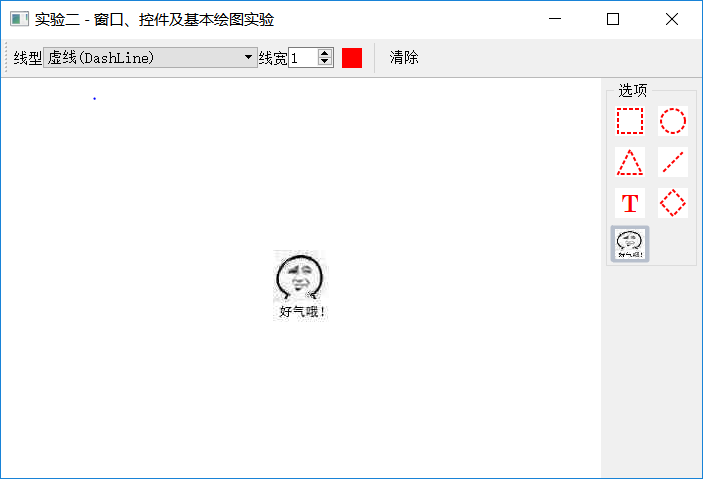 实验二 - 窗口、控件及基本绘图实验
线型 虚线(DashLine) 线宽 1 清除
选项
T
好气哦!
好气哦!